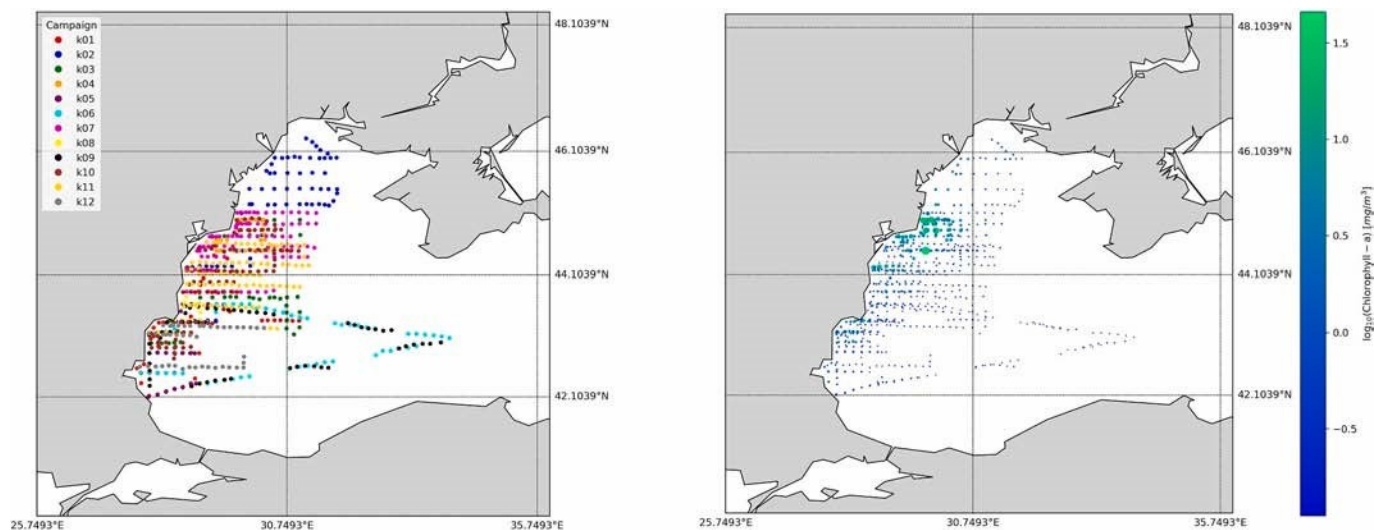 Campaign
k01
k02
k03
k04
k05
k06
k07
k08
k09
k10
k11
k12
48.1039°N
46.1039°N
44.1039°N
42.1039°N
25.7493°E
30.7493°E
35.7493°E
48.1039°N
46.1039°N
44.1039°N
42.1039°N
25.7493°E
30.7493°E
35.7493°E
1.5
1.0
0.5
0.0
−0.5
log₁₀(Chlorophyll − a) [mg/m³]